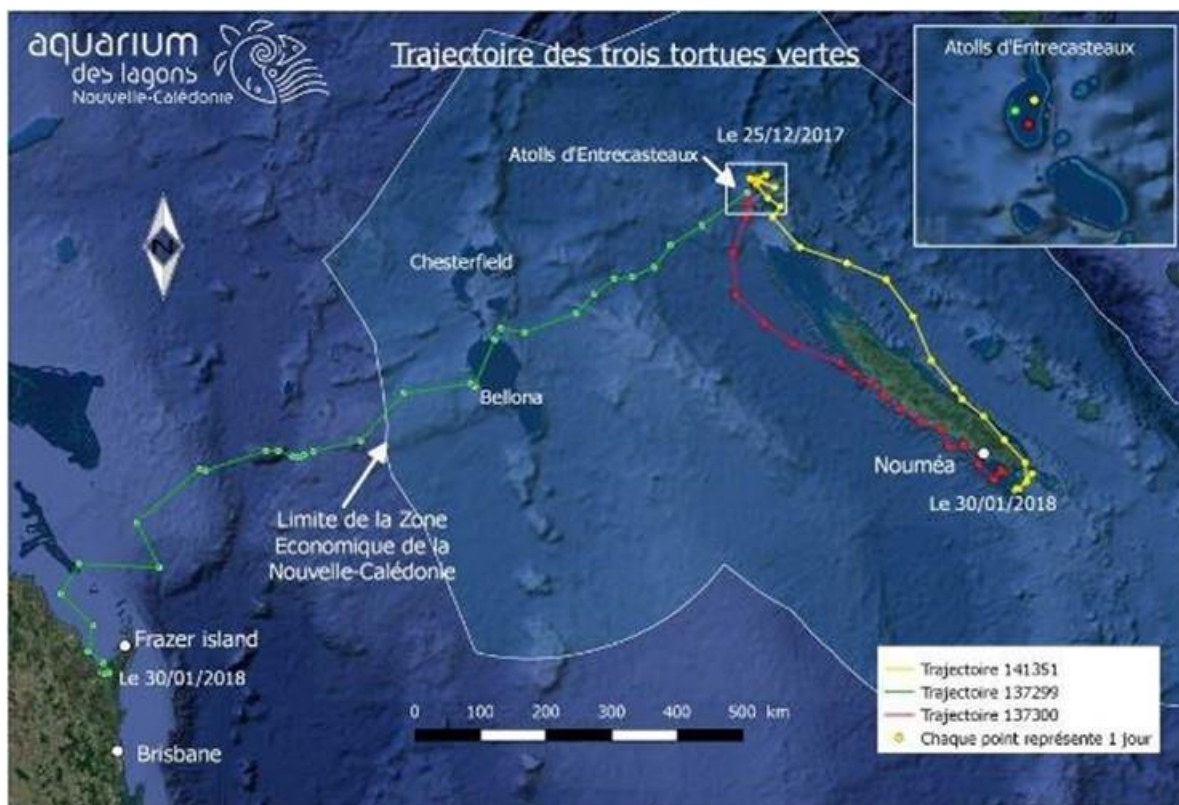 aquarium
des lagons
Nouvelle-Calédonie
Trajectoire des trois tortues vertes
Atolls d'Entrecasteaux
Le 25/12/2017
Atolls d'Entrecasteaux
N
Chesterfield
Bellona
Nouméa
Le 30/01/2018
Limite de la Zone
Economique de la
Nouvelle-Calédonie
Frazer island
Le 30/01/2018
Brisbane
0 100 200 300 400 500 km
Trajectoire 141351
Trajectoire 137299
Trajectoire 137300
Chaque point représente 1 jour